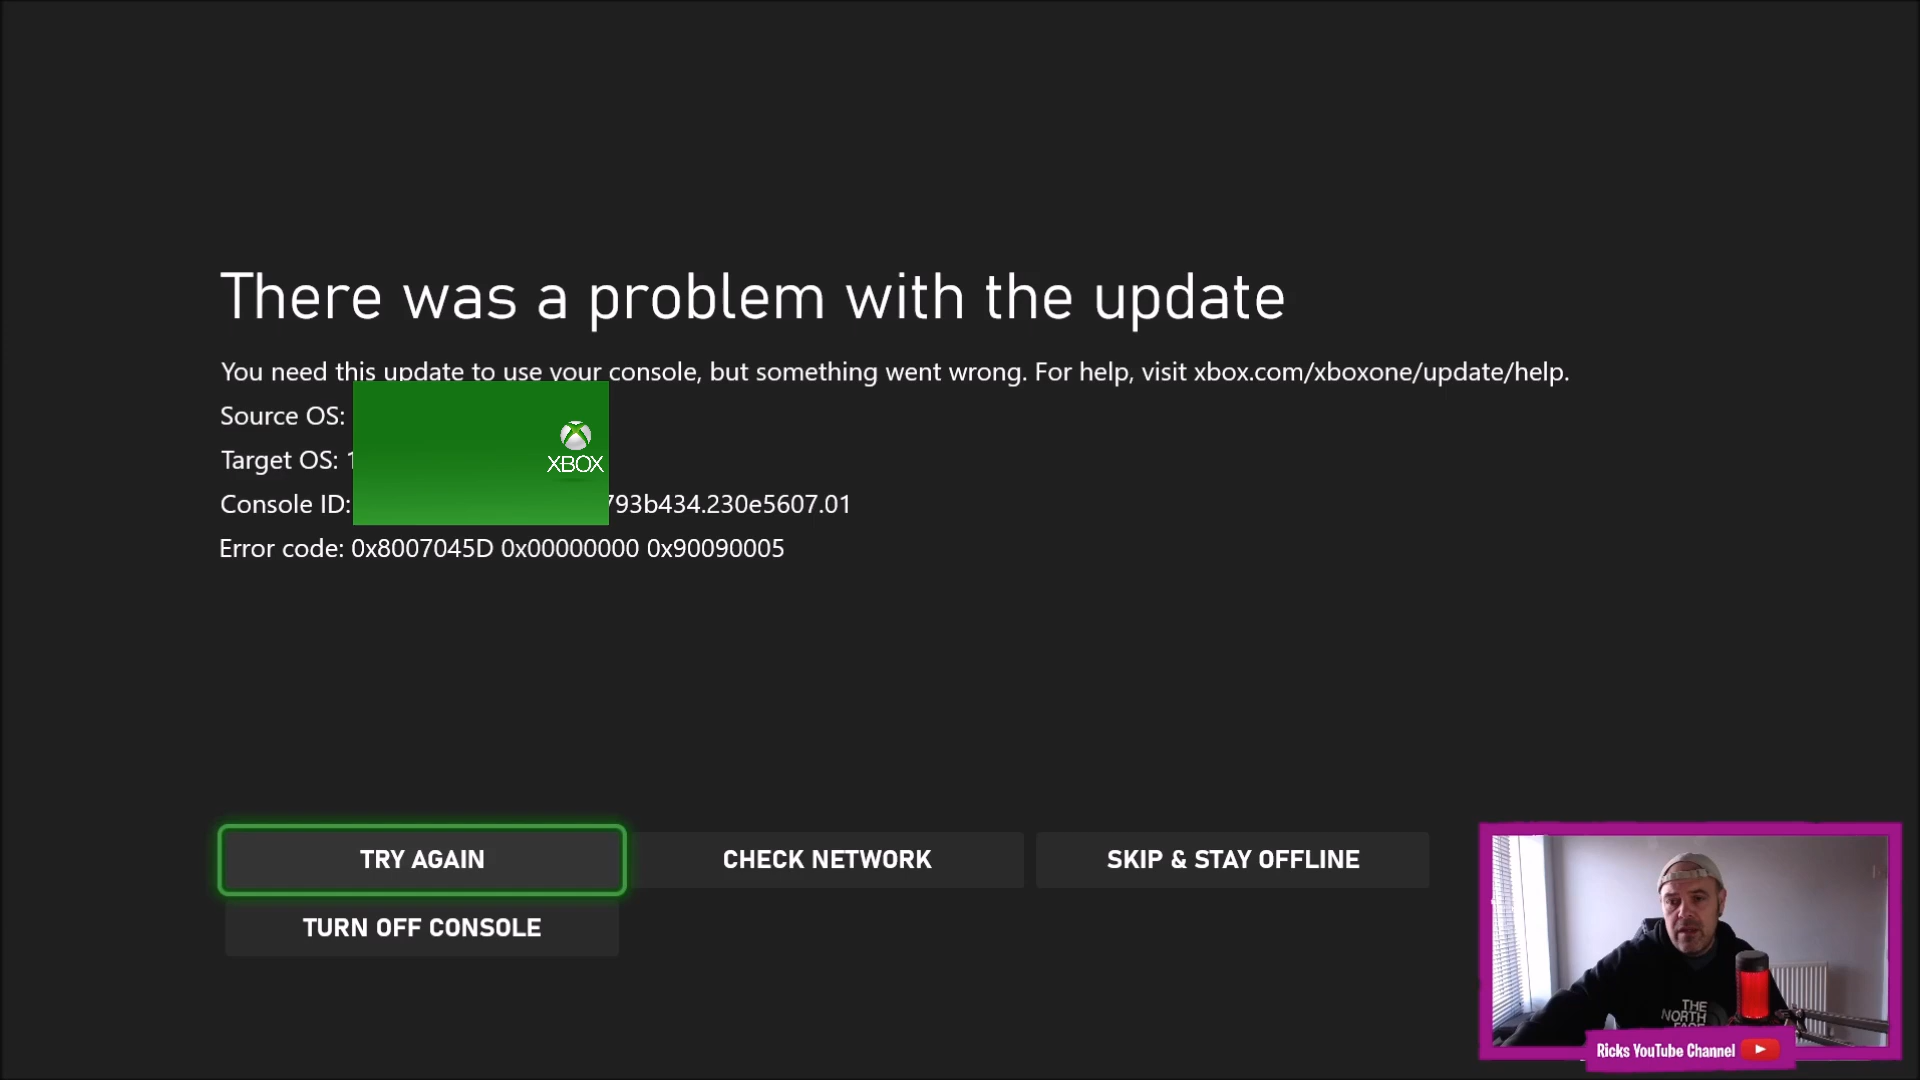 There was a problem with the update
You need this update to use your console, but something went wrong. For help, visit xbox.com/xboxone/update/help.
Source OS:
XBOX
Target OS: 1
Console ID: 793b434.230e5607.01
Error code: 0x8007045D 0x00000000 0x90090005
TRY AGAIN
CHECK NETWORK
SKIP & STAY OFFLINE
TURN OFF CONSOLE
THE
NORTH
FACE
Ricks YouTube Channel